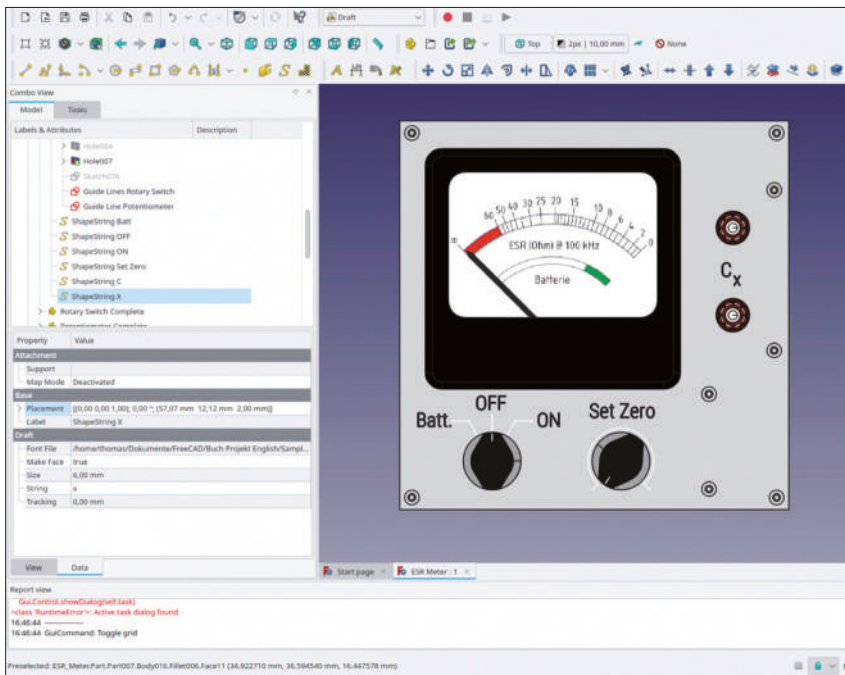 Draft
Top
2px | 10,00 mm
None
Combo View
Model
Tasks
Labels & Attributes
Description
Hole004
Hole007
Guide Lines Rotary Switch
Guide Line Potentiometer
ShapeString Batt
ShapeString OFF
ShapeString ON
ShapeString Set Zero
ShapeString C
ShapeString X
Rotary Switch Complete
Potentiometer Complete
Property
Value
Attachment
Support
Map Mode
Deactivated
Base
Placement
[(0,00 0,00 1,00); 0,00 °; (57,07 mm 12,12 mm 2,00 mm)]
Label
ShapeString X
Draft
Font File
/home/thomas/Dokumente/FreeCAD/Buch Projekt English/Sampl...
Make Face
true
Size
6,00 mm
String
x
Tracking
0,00 mm
View
Data
∞ 60 50 40 30 25 20 15 10 8 6 4 2 0
ESR (Ohm) @ 100 kHz
Batterie
Cx
Batt.
OFF
ON
Set Zero
Start page
ESR Meter : 1
Report view
Gui.Control.showDialog(self.task)
<class 'RuntimeError'>: Active task dialog found
16:46:44 ----------------
16:46:44 GuiCommand: Toggle grid
Preselected: ESR_Meter.Part.Part007.Body016.Fillet006.Face11 (34,922710 mm, 36,594540 mm, 16,447578 mm)